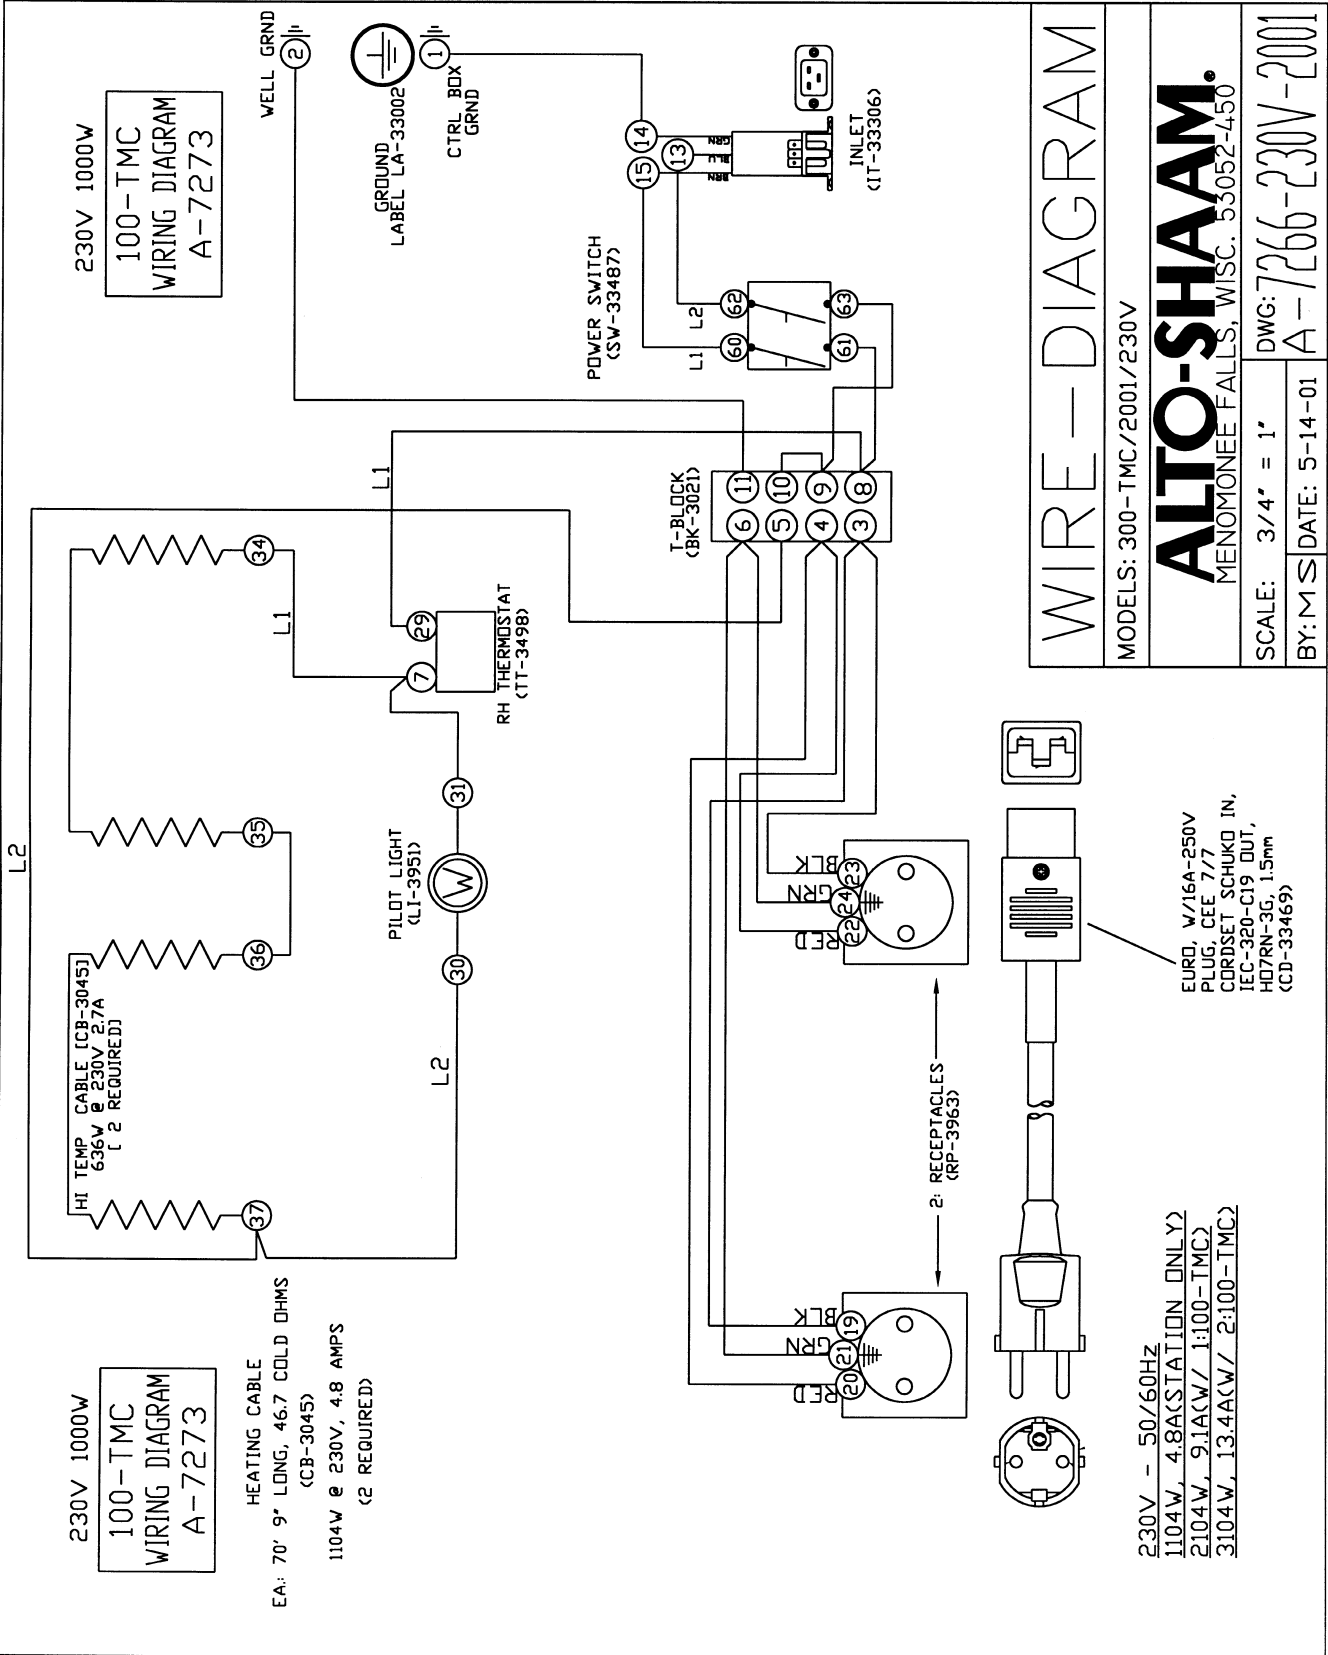 230V 1000W
100-TMC
WIRING DIAGRAM
A-7273
HEATING CABLE
EA.: 70' 9" LONG, 46.7 COLD OHMS
(CB-3045)
1104W @ 230V, 4.8 AMPS
(2 REQUIRED)
L2
HI TEMP CABLE [CB-3045]
636W @ 230V 2.7A
[ 2 REQUIRED]
37
36
35
34
L1
L1
L2
30
W
31
PILOT LIGHT
(LI-3951)
7
29
RH THERMOSTAT
(TT-3498)
230V 1000W
100-TMC
WIRING DIAGRAM
A-7273
WELL GRND
2
GROUND
LABEL LA-33002
1
CTRL BOX
GRND
14
13
15
GRN
BLU
BRN
INLET
(IT-33306)
POWER SWITCH
(SW-33487)
L1
L2
60
62
61
63
T-BLOCK
(BK-3021)
6
11
5
10
4
9
3
8
RED
GRN
BLK
20
21
19
RED
GRN
BLK
22
24
23
2: RECEPTACLES
(RP-3963)
EURO, W/16A-250V
PLUG, CEE 7/7
CORDSET SCHUKO IN,
IEC-320-C19 OUT,
H07RN-3G, 1.5mm
(CD-33469)
230V - 50/60Hz
1104W, 4.8A(STATION ONLY)
2104W, 9.1A(W/ 1:100-TMC)
3104W, 13.4A(W/ 2:100-TMC)
WIRE-DIAGRAM
MODELS: 300-TMC/2001/230V
ALTO-SHAAM®
MENOMONEE FALLS, WISC. 53052-450
SCALE: 3/4" = 1"
DWG: A-7266-230V-2001
BY: MS
DATE: 5-14-01